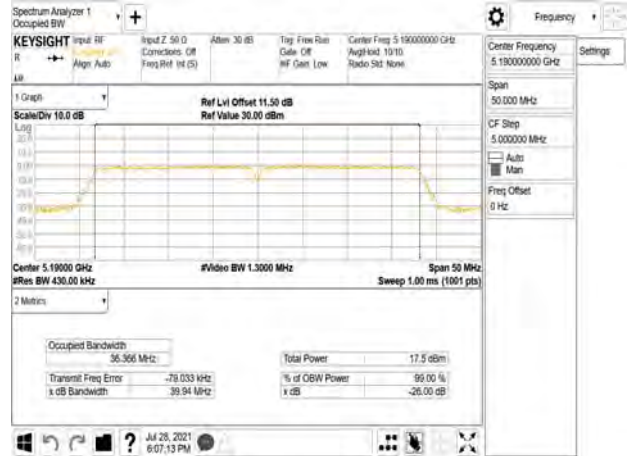 Spectrum Analyzer 1
Occupied BW
Frequency
KEYSIGHT
Input: RF
Input Z: 50 Ω
Atten: 30 dB
Trig: Free Run
Center Freq: 5.190000000 GHz
Corrections: Off
Gate: Off
Avg|Hold: 10/10
R
Align: Auto
Freq Ref: Int (S)
#IF Gain: Low
Radio Std: None
Center Frequency
5.190000000 GHz
Settings
Span
50.000 MHz
CF Step
5.000000 MHz
Auto
Man
Freq Offset
0 Hz
1 Graph
Scale/Div 10.0 dB
Ref Lvl Offset 11.50 dB
Ref Value 30.00 dBm
Log
Center 5.19000 GHz
#Video BW 1.3000 MHz
Span 50 MHz
#Res BW 430.00 kHz
Sweep 1.00 ms (1001 pts)
2 Metrics
Occupied Bandwidth
36.366 MHz
Total Power
17.5 dBm
Transmit Freq Error
-79.033 kHz
% of OBW Power
99.00 %
x dB Bandwidth
39.94 MHz
x dB
-26.00 dB
?
Jul 28, 2021
6:07:13 PM